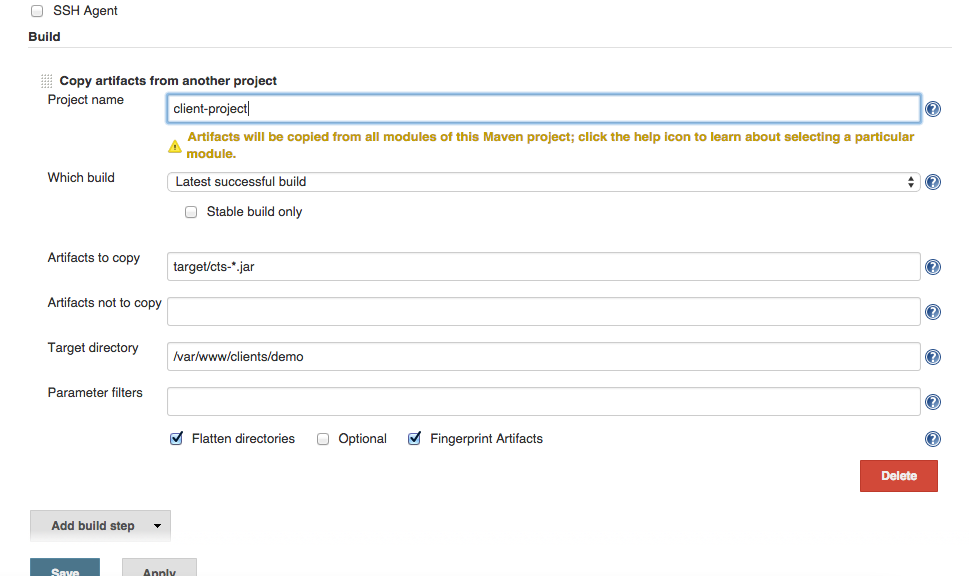 SSH Agent
Build
Copy artifacts from another project
Project name
client-project
?
Artifacts will be copied from all modules of this Maven project; click the help icon to learn about selecting a particular
module.
Which build
Latest successful build
?
Stable build only
Artifacts to copy
target/cts-*.jar
?
Artifacts not to copy
?
Target directory
/var/www/clients/demo
?
Parameter filters
?
Flatten directories Optional Fingerprint Artifacts
?
Delete
Add build step
Save Apply